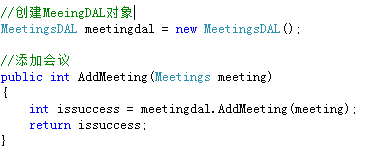 //创建MeeingDAL对象
MeetingsDAL meetingdal = new MeetingsDAL();
//添加会议
public int AddMeeting(Meetings meeting)
{
int issuccess = meetingdal.AddMeeting(meeting);
return issuccess;
}